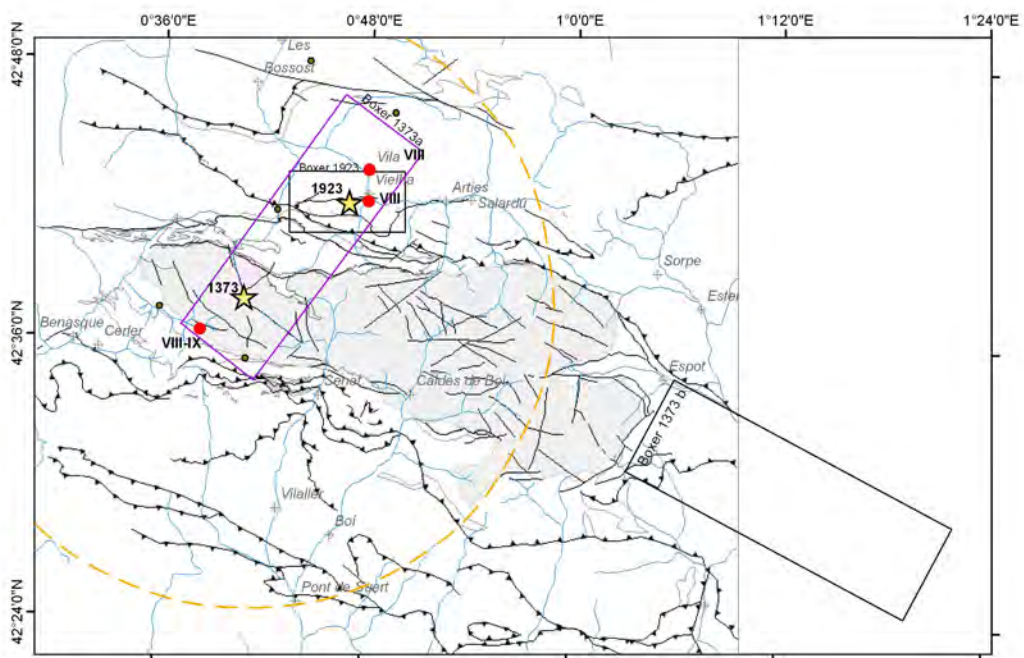 0°36'0"E 0°48'0"E 1°00'0"E 1°12'0"E 1°24'0"E
42°48'0"N
Les
Bossost
Boxer 1373a
Vila VIII
Boxer 1923
Vielha
1923
VIII
Arties
Salardú
Sorpe
1373
Ester
42°36'0"N
Benasque
Cerler
VIII-IX
Senet
Caldes de Boí
Espot
Boxer 1373 b
Vilaller
Boí
42°24'0"N
Pont de Suert